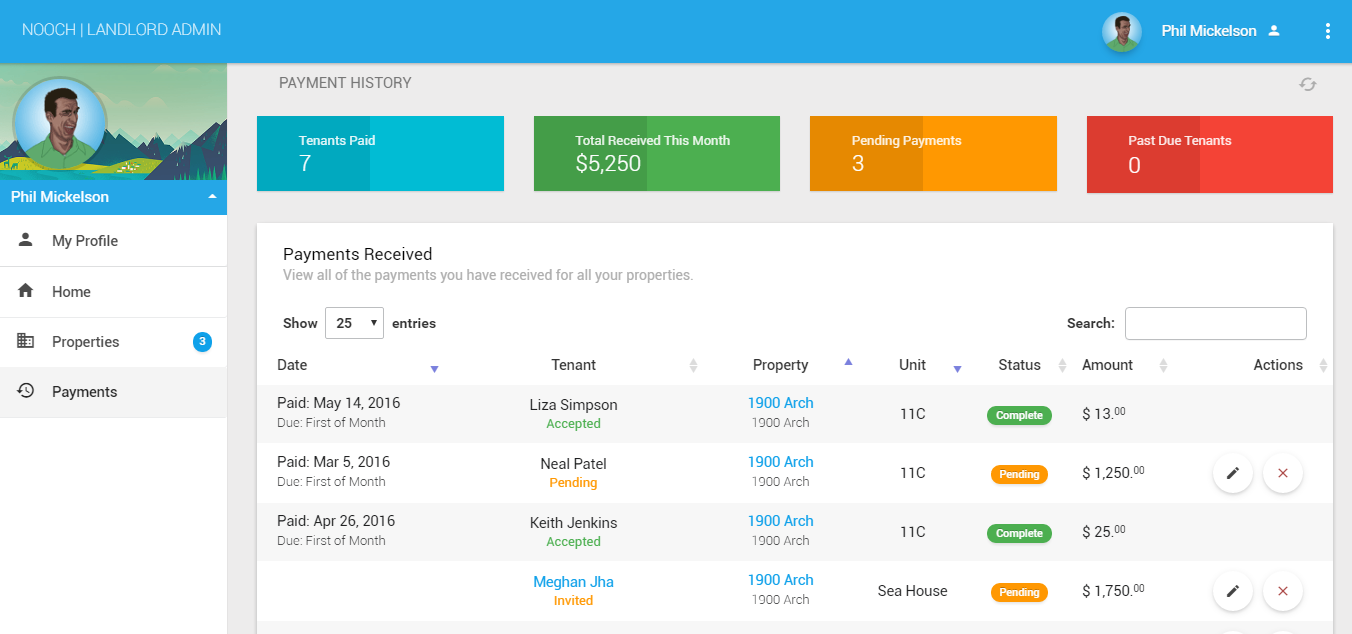 NOOCH | LANDLORD ADMIN
Phil Mickelson
Phil Mickelson
My Profile
Home
Properties 3
Payments
PAYMENT HISTORY
Tenants Paid
7
Total Received This Month
$5,250
Pending Payments
3
Past Due Tenants
0
Payments Received
View all of the payments you have received for all your properties.
Show 25 entries Search:
Date Tenant Property Unit Status Amount Actions
Paid: May 14, 2016 Liza Simpson 1900 Arch 11C Complete $ 13.00
Due: First of Month Accepted 1900 Arch
Paid: Mar 5, 2016 Neal Patel 1900 Arch 11C Pending $ 1,250.00
Due: First of Month Pending 1900 Arch
Paid: Apr 26, 2016 Keith Jenkins 1900 Arch 11C Complete $ 25.00
Due: First of Month Accepted 1900 Arch
Meghan Jha 1900 Arch Sea House Pending $ 1,750.00
Invited 1900 Arch